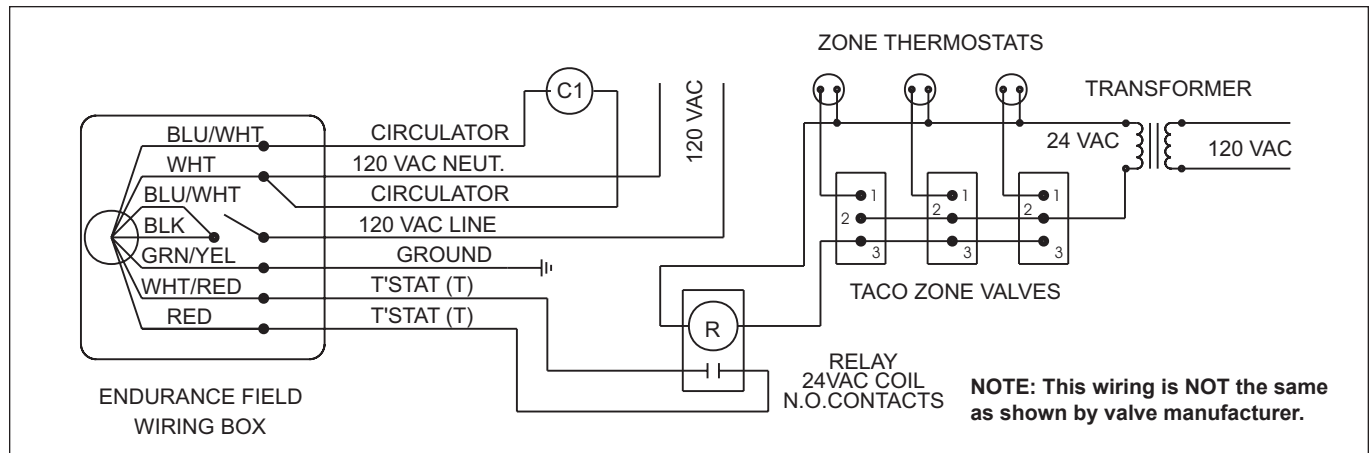 ZONE THERMOSTATS
TRANSFORMER
24 VAC
120 VAC
C1
120 VAC
BLU/WHT
CIRCULATOR
WHT
120 VAC NEUT.
BLU/WHT
CIRCULATOR
BLK
120 VAC LINE
GRN/YEL
GROUND
WHT/RED
T'STAT (T)
RED
T'STAT (T)
1
2
3
1
2
3
1
2
3
TACO ZONE VALVES
R
RELAY
24VAC COIL
N.O.CONTACTS
ENDURANCE FIELD
WIRING BOX
NOTE: This wiring is NOT the same
as shown by valve manufacturer.